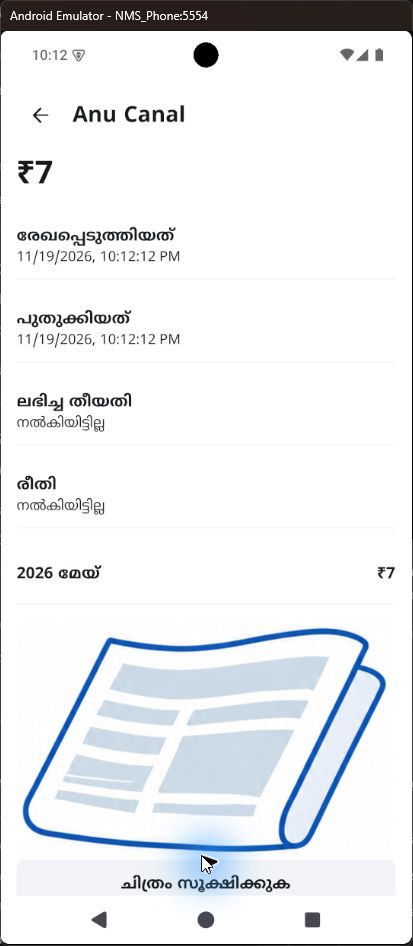 Android Emulator - NMS_Phone:5554
10:12
Anu Canal
₹7
രേഖപ്പെടുത്തിയത്
11/19/2026, 10:12:12 PM
പുതുക്കിയത്
11/19/2026, 10:12:12 PM
ലഭിച്ച തീയതി
നൽകിയിട്ടില്ല
രീതി
നൽകിയിട്ടില്ല
2026 മേയ് ₹7
ചിത്രം സൂക്ഷിക്കുക